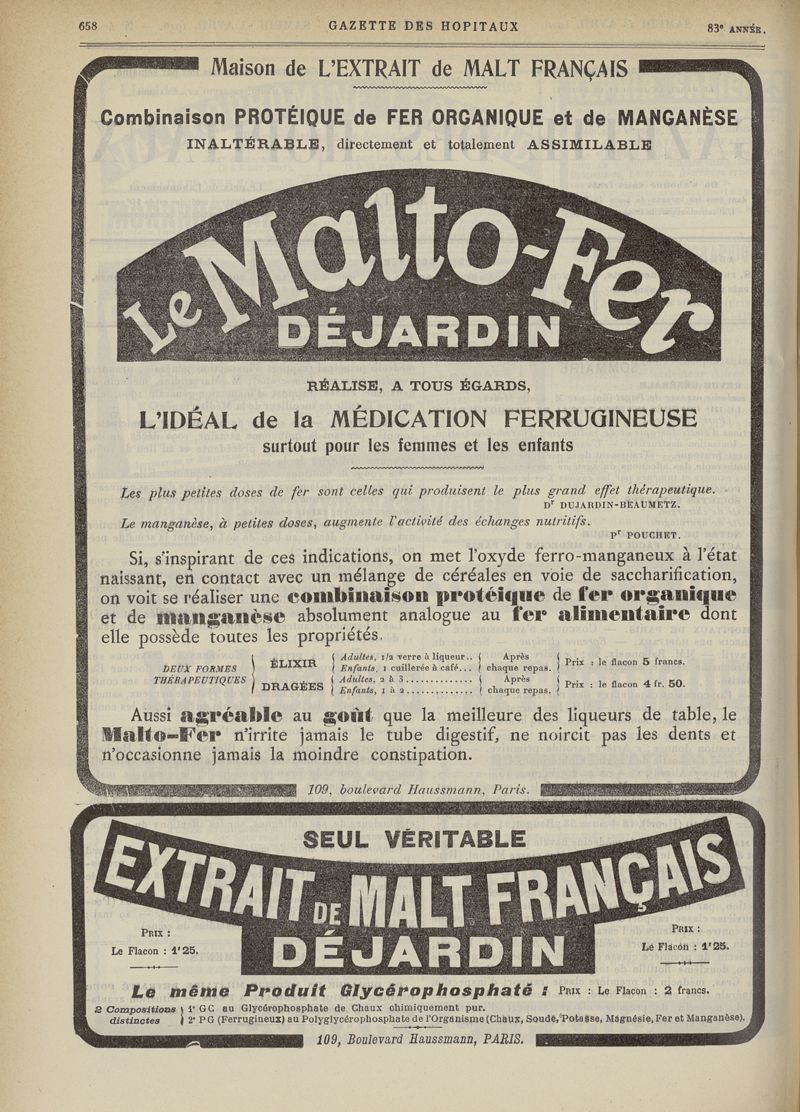 658
GAZETTE DES HOPITAUX
83e ANNÉE.
Maison de L'EXTRAIT de MALT FRANÇAIS
Combinaison PROTÉIQUE de FER ORGANIQUE et de MANGANÈSE
INALTÉRABLE, directement et totalement ASSIMILABLE
Le Malto-Fer
DÉJARDIN
RÉALISE, A TOUS ÉGARDS,
L'IDÉAL de la MÉDICATION FERRUGINEUSE
surtout pour les femmes et les enfants
Les plus petites doses de fer sont celles qui produisent le plus grand effet thérapeutique.
Dr DUJARDIN-BEAUMETZ.
Le manganèse, à petites doses, augmente l'activité des échanges nutritifs.
Pr POUCHET.
Si, s'inspirant de ces indications, on met l'oxyde ferro-manganeux à l'état
naissant, en contact avec un mélange de céréales en voie de saccharification,
on voit se réaliser une combinaison protéique de fer organique
et de manganèse absolument analogue au fer alimentaire dont
elle possède toutes les propriétés.
DEUX FORMES
THÉRAPEUTIQUES
ÉLIXIR
Adultes, 1/2 verre à liqueur..
Enfants, 1 cuillerée à café...
Après
chaque repas.
Prix : le flacon 5 francs.
DRAGÉES
Adultes, 2 à 3..............
Enfants, 1 à 2..............
Après
chaque repas.
Prix : le flacon 4 fr. 50.
Aussi agréable au goût que la meilleure des liqueurs de table, le
Malto-Fer n'irrite jamais le tube digestif, ne noircit pas les dents et
n'occasionne jamais la moindre constipation.
109, boulevard Haussmann, Paris.
SEUL VÉRITABLE
EXTRAIT DE MALT FRANÇAIS
DÉJARDIN
PRIX :
Le Flacon : 1f25.
PRIX :
Le Flacon : 1f25.
Le même Produit Glycérophosphaté : PRIX : Le Flacon : 2 francs.
2 Compositions
distinctes
1° GC au Glycérophosphate de Chaux chimiquement pur.
2° PG (Ferrugineux) au Polyglycérophosphate de l'Organisme (Chaux, Soude, Potasse, Magnésie, Fer et Manganèse).
109, Boulevard Haussmann, PARIS.